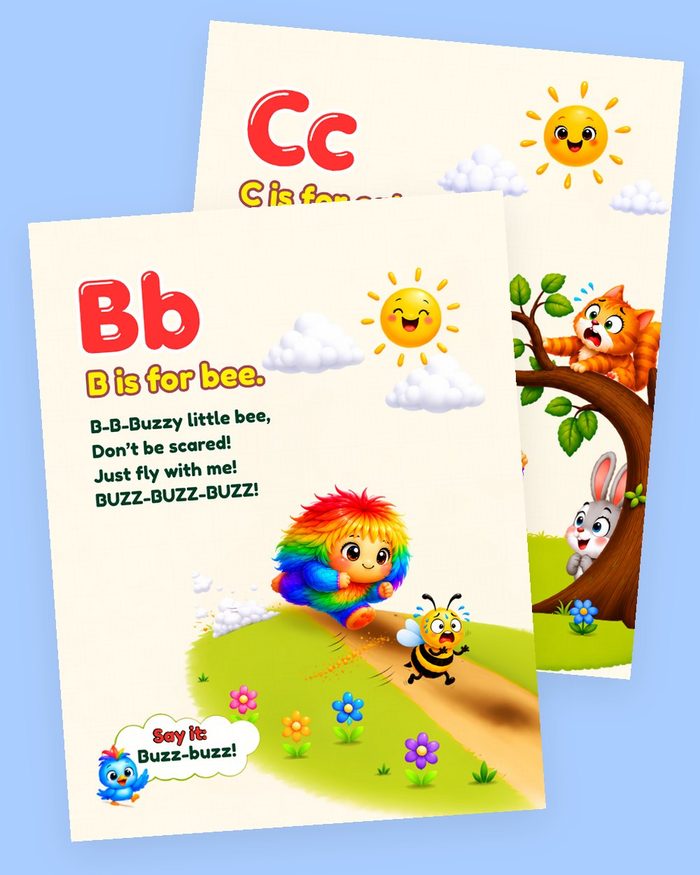 Cc
C is for
Bb
B is for bee.
B-B-Buzzy little bee,
Don't be scared!
Just fly with me!
BUZZ-BUZZ-BUZZ!
Say it:
Buzz-buzz!